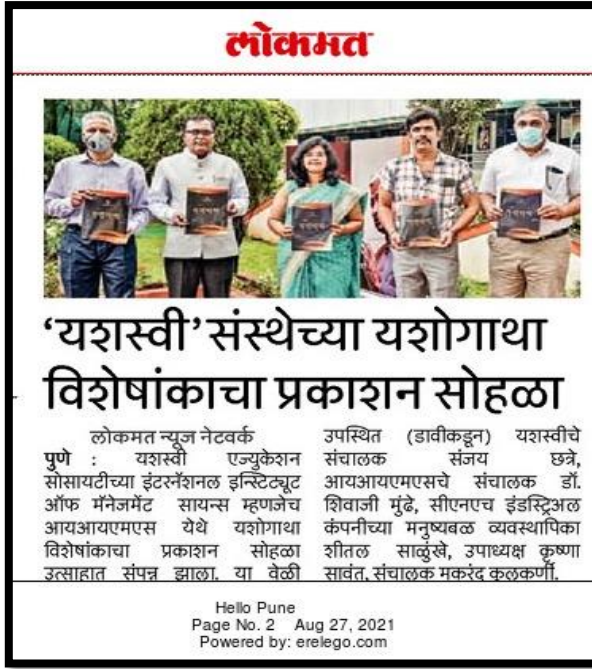 लोकमत
‘यशस्वी’ संस्थेच्या यशोगाथा
विशेषांकाचा प्रकाशन सोहळा
लोकमत न्यूज नेटवर्क
पुणे : यशस्वी एज्युकेशन
सोसायटीच्या इंटरनॅशनल इन्स्टिट्यूट
ऑफ मॅनेजमेंट सायन्स म्हणजेच
आयआयएमएस येथे यशोगाथा
विशेषांकाचा प्रकाशन सोहळा
उत्साहात संपन्न झाला. या वेळी
उपस्थित (डावीकडून) यशस्वीचे
संचालक संजय छत्रे,
आयआयएमएसचे संचालक डॉ.
शिवाजी मुंढे, सीएनएच इंडस्ट्रिअल
कंपनीच्या मनुष्यबळ व्यवस्थापिका
शीतल साळुंखे, उपाध्यक्ष कृष्णा
सावंत, संचालक मकरंद कुलकर्णी.
Hello Pune
Page No. 2 Aug 27, 2021
Powered by: erelego.com